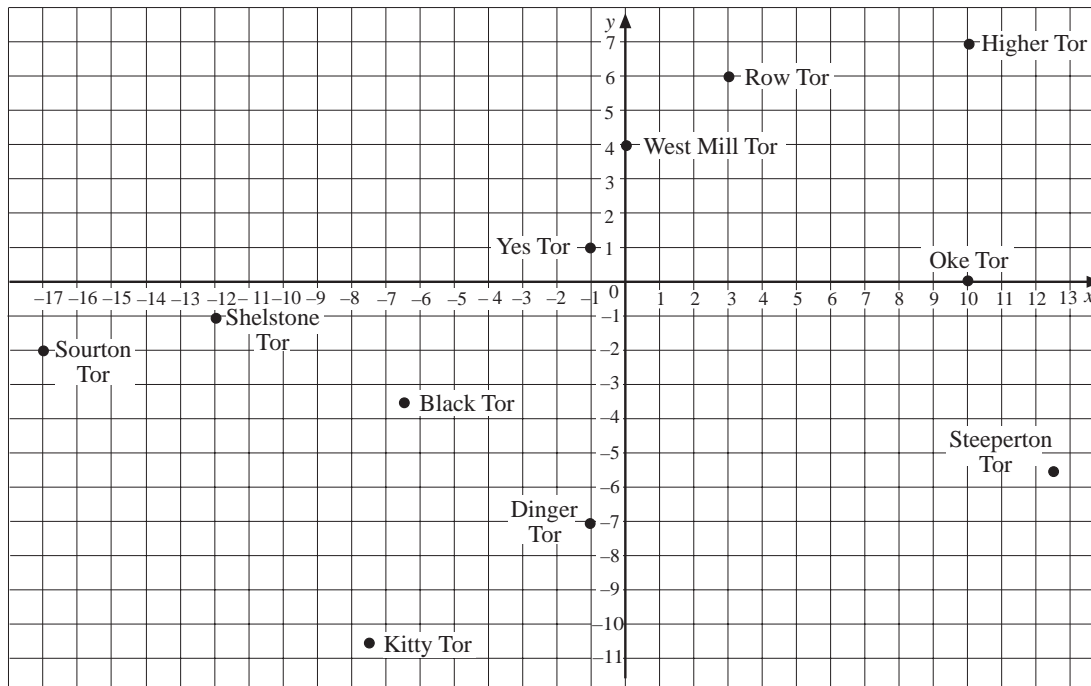 y
7
Higher Tor
6
Row Tor
5
4
West Mill Tor
3
2
Yes Tor
1
Oke Tor
–17 –16 –15 –14 –13 –12 –11 –10 –9 –8 –7 –6 –5 –4 –3 –2 –1 0 1 2 3 4 5 6 7 8 9 10 11 12 13 x
–1
Shelstone
Tor
–2
Sourton
Tor
–3
Black Tor
–4
Steeperton
Tor
–5
–6
Dinger
Tor
–7
–8
–9
–10
Kitty Tor
–11